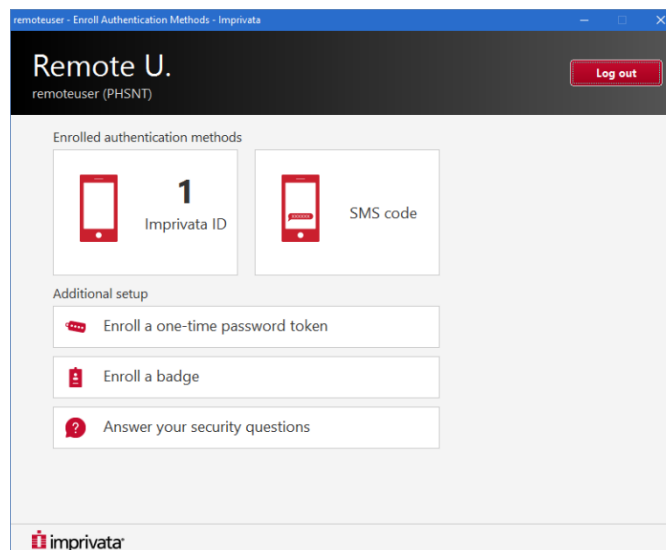 remoteuser - Enroll Authentication Methods - Imprivata
Remote U.
remoteuser (PHSNT)
Log out
Enrolled authentication methods
1
Imprivata ID
SMS code
Additional setup
Enroll a one-time password token
Enroll a badge
Answer your security questions
imprivata